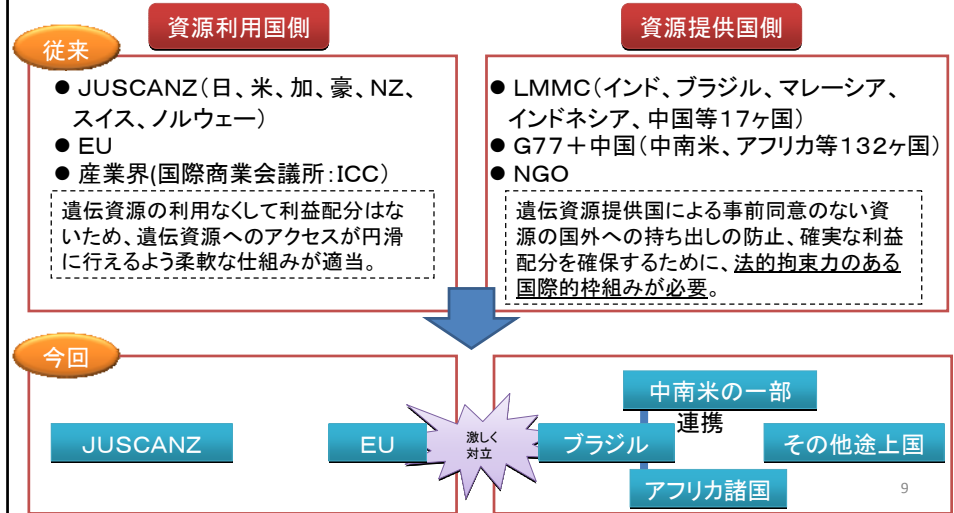 資源利用国側
資源提供国側
従来
● JUSCANZ(日、米、加、豪、NZ、
スイス、ノルウェー)
● EU
● 産業界(国際商業会議所:ICC)
遺伝資源の利用なくして利益配分はな
いため、遺伝資源へのアクセスが円滑
に行えるよう柔軟な仕組みが適当。
● LMMC(インド、ブラジル、マレーシア、
インドネシア、中国等17ヶ国)
● G77+中国(中南米、アフリカ等132ヶ国)
● NGO
遺伝資源提供国による事前同意のない資
源の国外への持ち出しの防止、確実な利益
配分を確保するために、法的拘束力のある
国際的枠組みが必要。
今回
JUSCANZ
EU
激しく
対立
ブラジル
中南米の一部
連携
アフリカ諸国
その他途上国
9